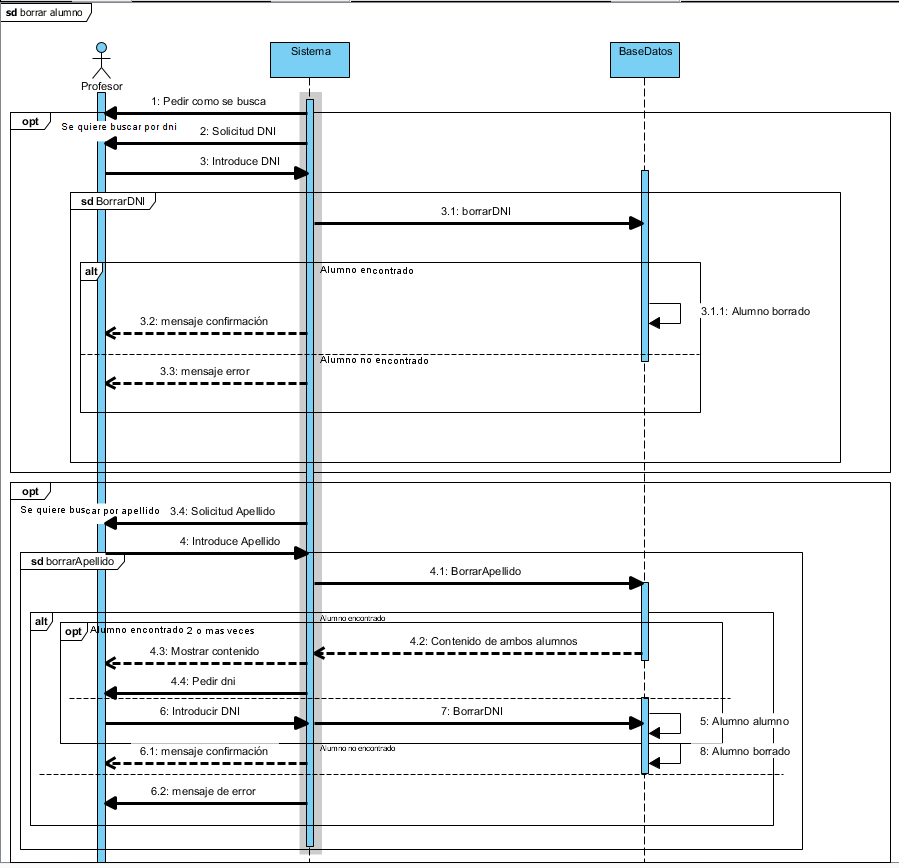 sd borrar alumno
Profesor
Sistema
BaseDatos
1: Pedir como se busca
opt
Se quiere buscar por dni
2: Solicitud DNI
3: Introduce DNI
sd BorrarDNI
3.1: borrarDNI
alt
Alumno encontrado
3.1.1: Alumno borrado
3.2: mensaje confirmación
Alumno no encontrado
3.3: mensaje error
opt
Se quiere buscar por apellido
3.4: Solicitud Apellido
4: Introduce Apellido
sd borrarApellido
4.1: BorrarApellido
alt
Alumno encontrado
opt
Alumno encontrado 2 o mas veces
4.2: Contenido de ambos alumnos
4.3: Mostrar contenido
4.4: Pedir dni
6: Introducir DNI
7: BorrarDNI
5: Alumno alumno
6.1: mensaje confirmación
Alumno no encontrado
8: Alumno borrado
6.2: mensaje de error